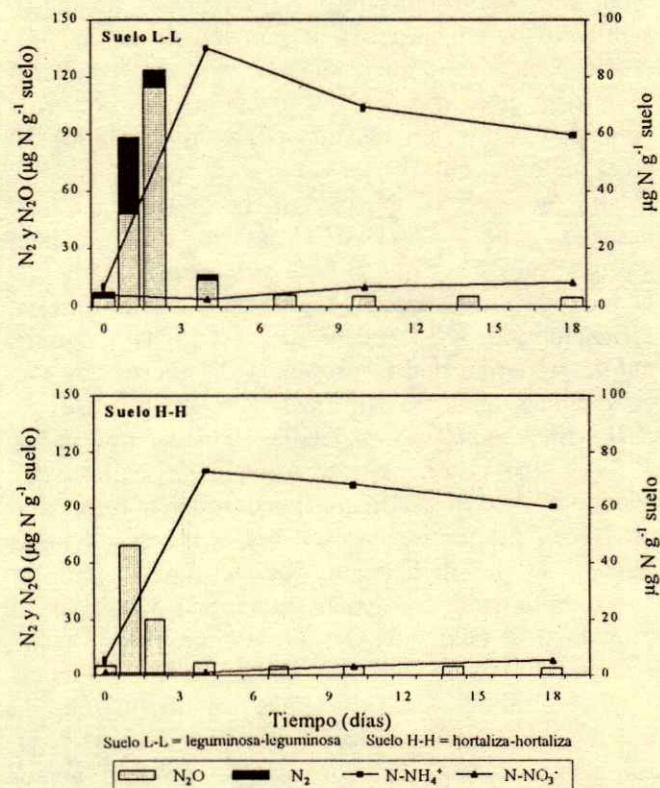 Suelo L-L
N₂ y N₂O (µg N g⁻¹ suelo)
150
120
90
60
30
0
100
80
60
40
20
0
µg N g⁻¹ suelo
0 3 6 9 12 15 18
Suelo H-H
N₂ y N₂O (µg N g⁻¹ suelo)
150
120
90
60
30
0
100
80
60
40
20
0
µg N g⁻¹ suelo
0 3 6 9 12 15 18
Tiempo (días)
Suelo L-L = leguminosa-leguminosa Suelo H-H = hortaliza-hortaliza
N₂O N₂ N-NH₄⁺ N-NO₃⁻